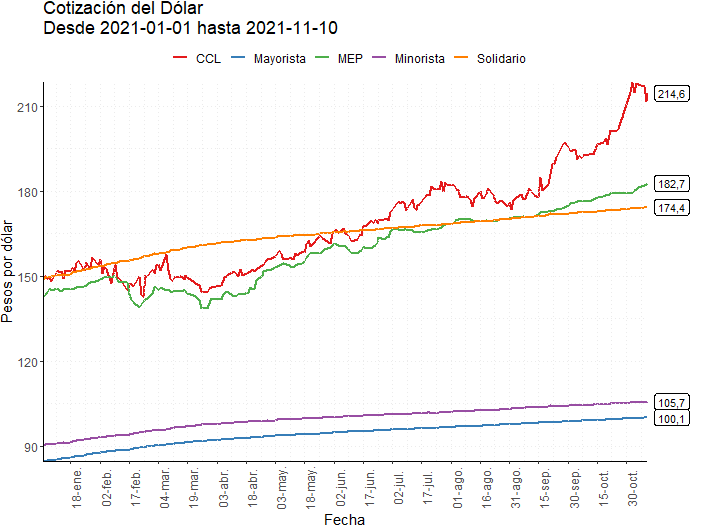 Cotización del Dólar
Desde 2021-01-01 hasta 2021-11-10
CCL Mayorista MEP Minorista Solidario
Pesos por dólar
210
180
150
120
90
214,6
182,7
174,4
105,7
100,1
18-ene. 02-feb. 17-feb. 04-mar. 19-mar. 03-abr. 18-abr. 03-may. 18-may. 02-jun. 17-jun. 02-jul. 17-jul. 01-ago. 16-ago. 31-ago. 15-sep. 30-sep. 15-oct. 30-oct.
Fecha